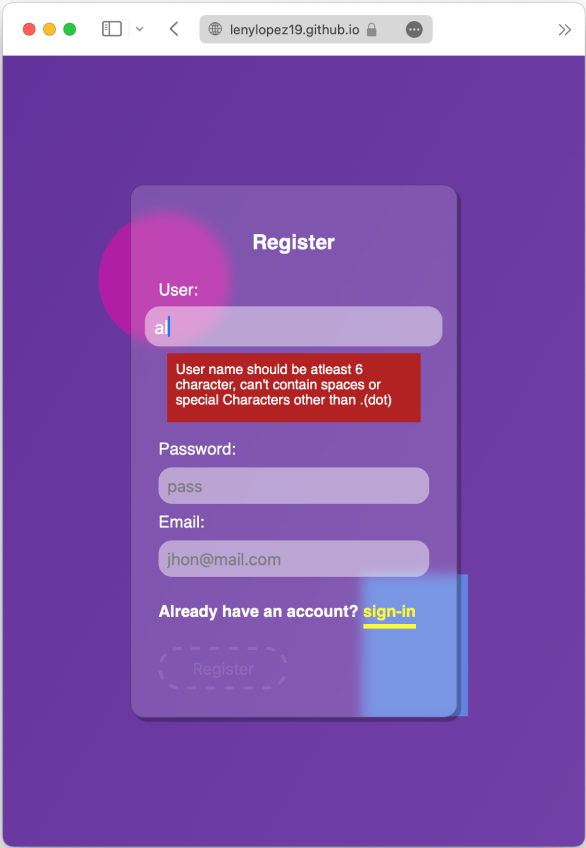 lenylopez19.github.io
Register
User:
al
User name should be atleast 6
character, can't contain spaces or
special Characters other than .(dot)
Password:
pass
Email:
jhon@mail.com
Already have an account? sign-in
Register